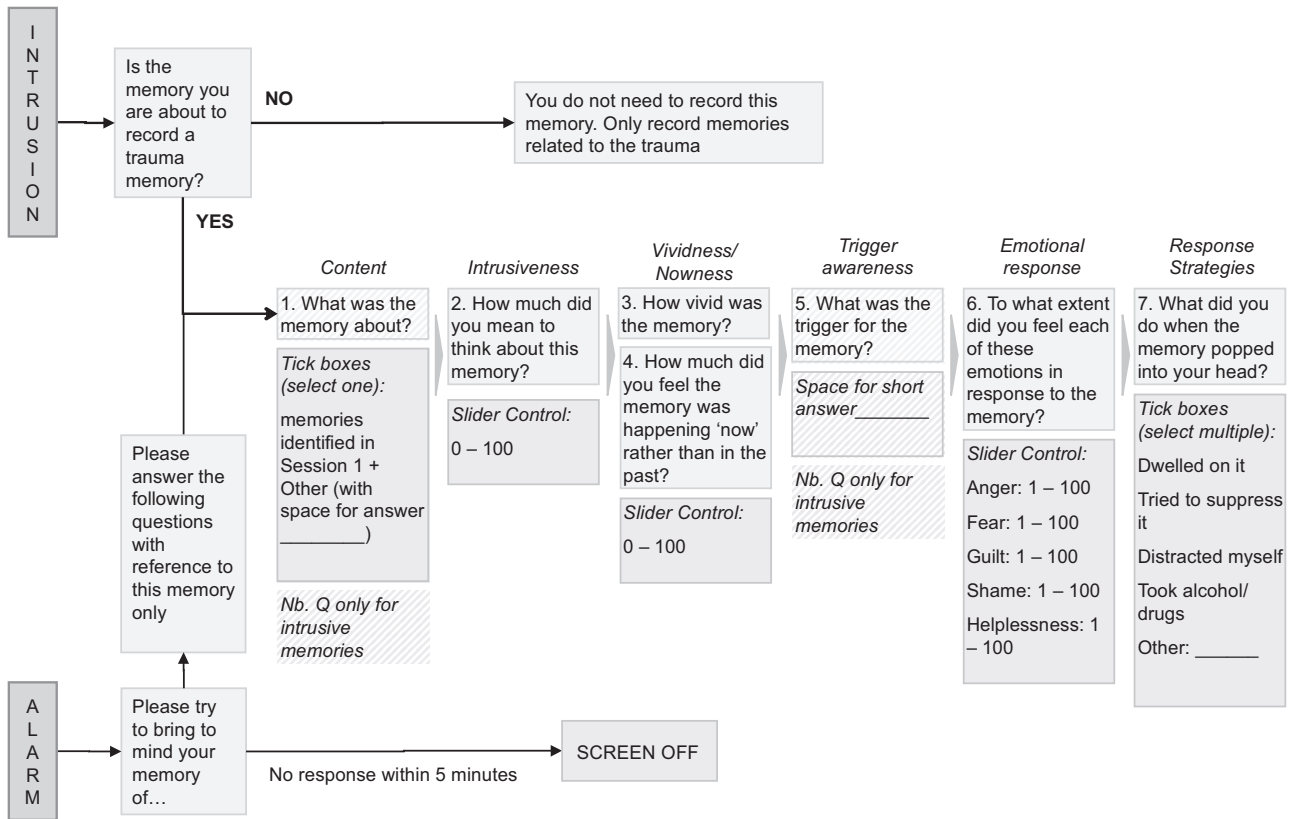 INTRUSION
Is the
memory you
are about to
record a
trauma
memory?
NO
You do not need to record this
memory. Only record memories
related to the trauma
YES
Content
1. What was the
memory about?
Tick boxes
(select one):
memories
identified in
Session 1 +
Other (with
space for answer
________)
Nb. Q only for
intrusive
memories
Intrusiveness
2. How much did
you mean to
think about this
memory?
Slider Control:
0 – 100
Vividness/
Nowness
3. How vivid was
the memory?
4. How much did
you feel the
memory was
happening ‘now’
rather than in the
past?
Slider Control:
0 – 100
Trigger
awareness
5. What was the
trigger for the
memory?
Space for short
answer_______
Nb. Q only for
intrusive
memories
Emotional
response
6. To what extent
did you feel each
of these
emotions in
response to the
memory?
Slider Control:
Anger: 1 – 100
Fear: 1 – 100
Guilt: 1 – 100
Shame: 1 – 100
Helplessness: 1
– 100
Response
Strategies
7. What did you
do when the
memory popped
into your head?
Tick boxes
(select multiple):
Dwelled on it
Tried to suppress
it
Distracted myself
Took alcohol/
drugs
Other: ______
Please
answer the
following
questions
with
reference to
this memory
only
ALARM
Please try
to bring to
mind your
memory
of…
No response within 5 minutes
SCREEN OFF